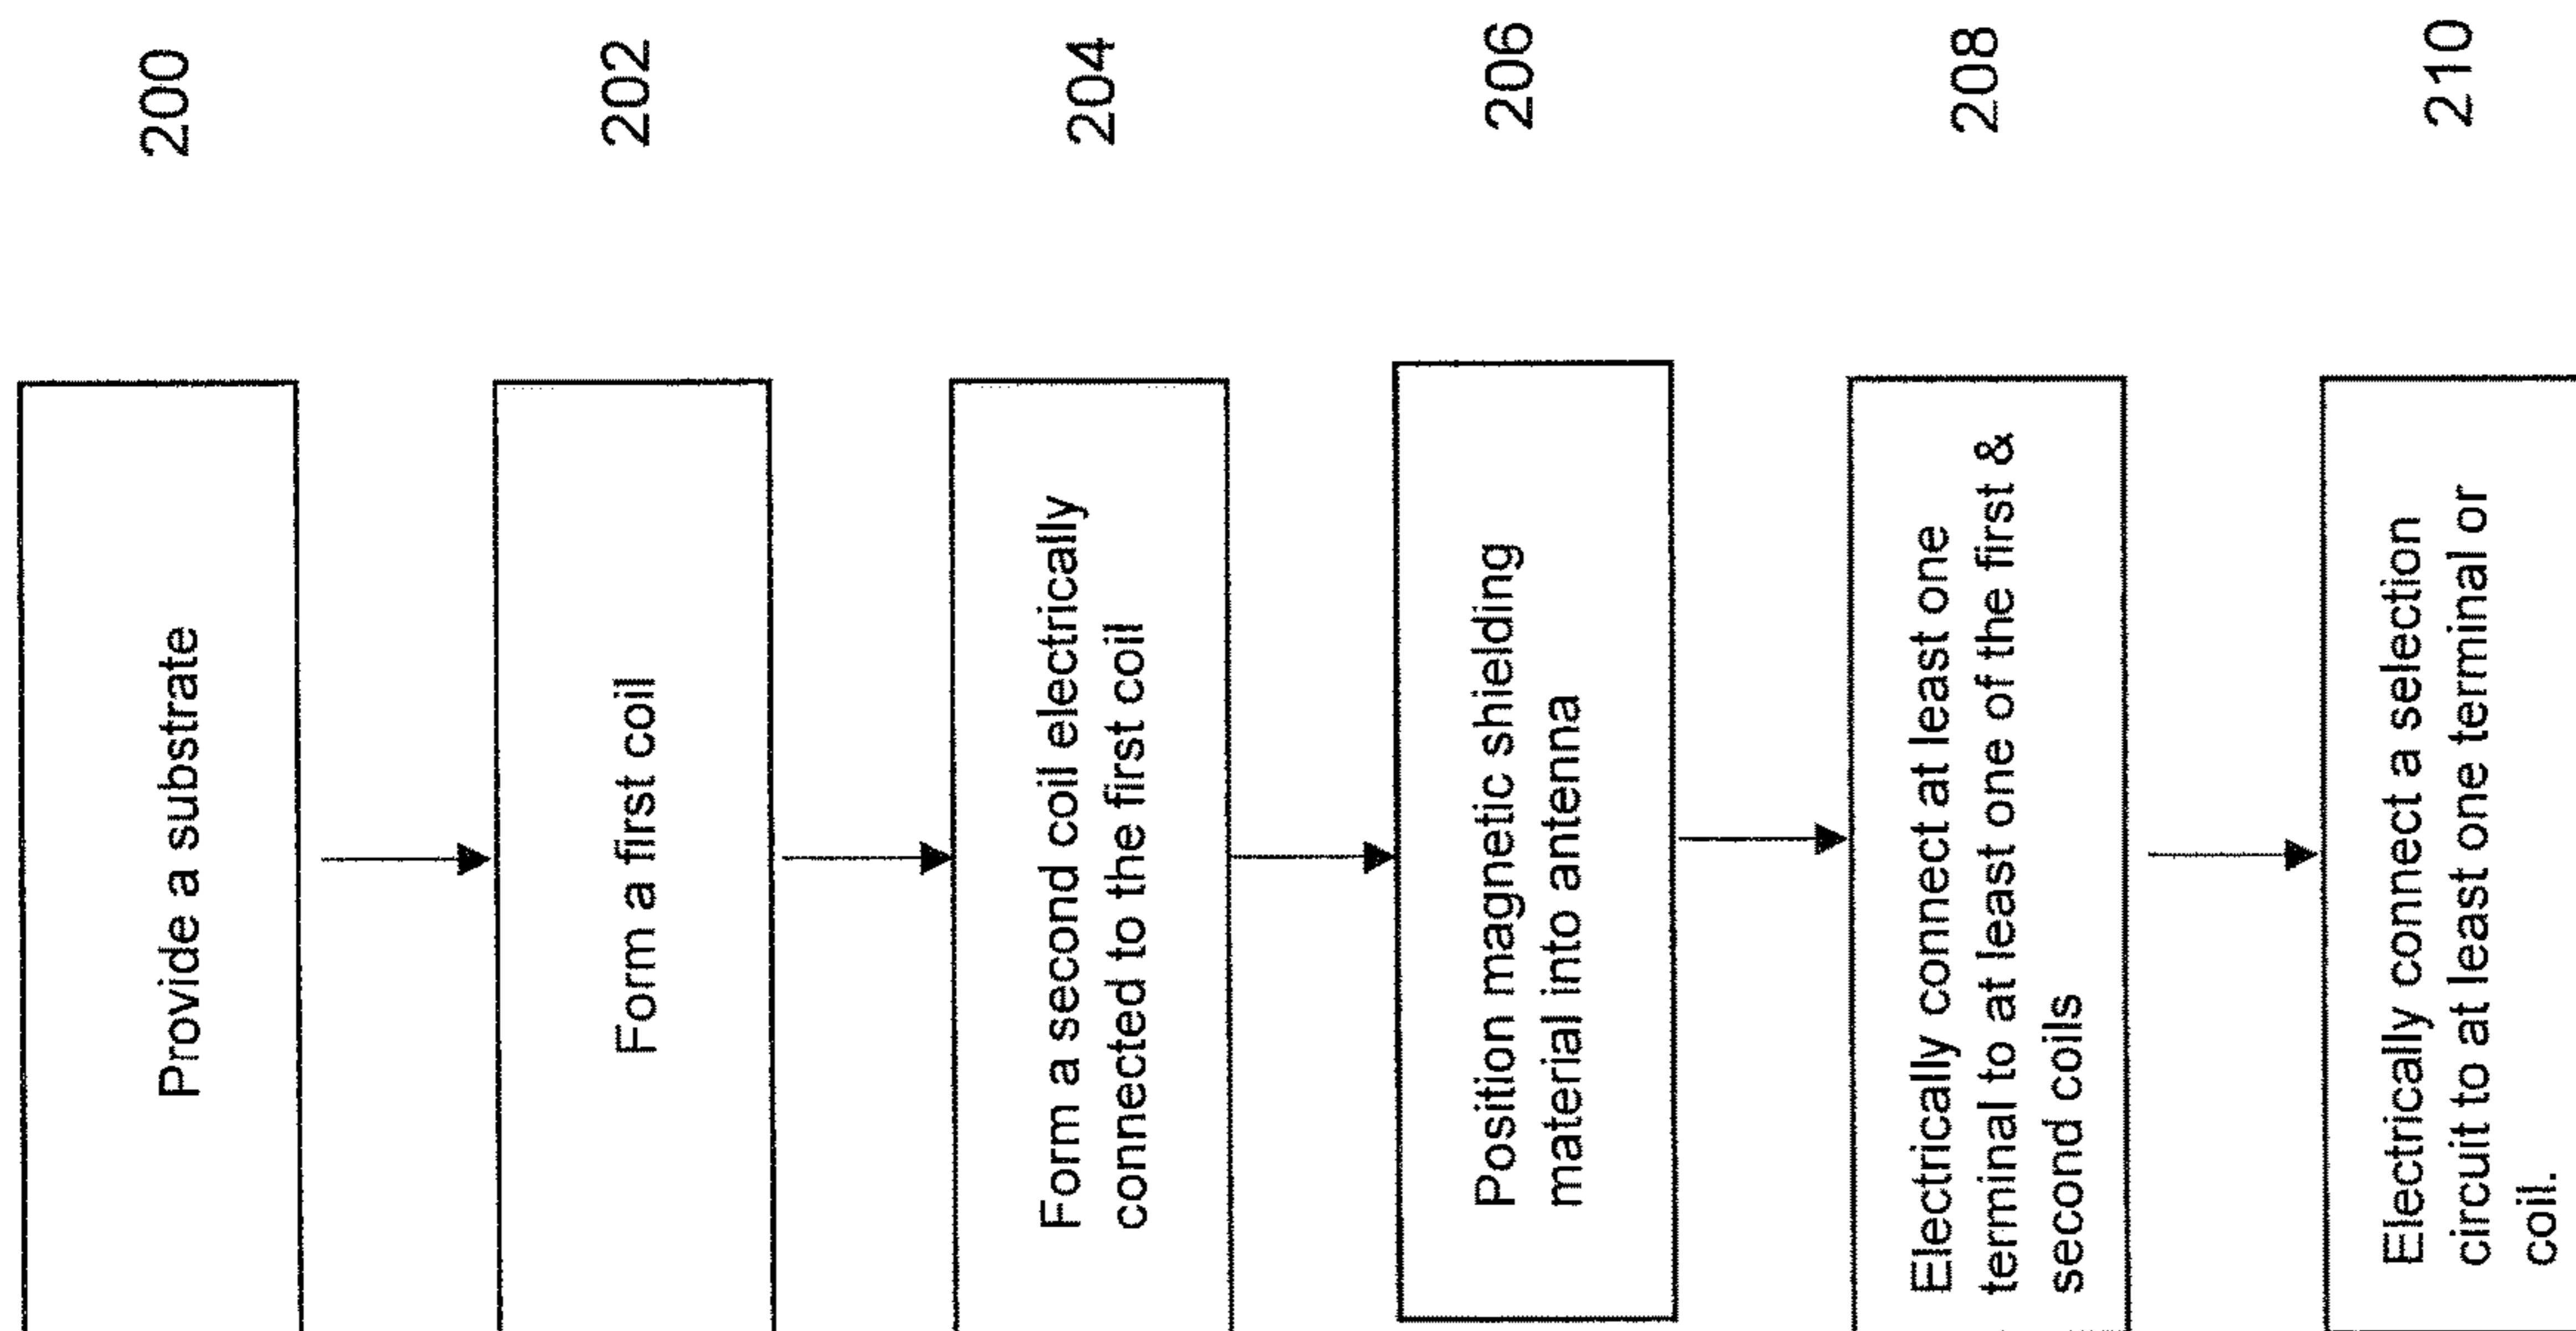 Provide a substrate
200
Form a first coil
202
Form a second coil electrically
connected to the first coil
204
Position magnetic shielding
material into antenna
206
Electrically connect at least one
terminal to at least one of the first &
second coils
208
Electrically connect a selection
circuit to at least one terminal or
coil.
210